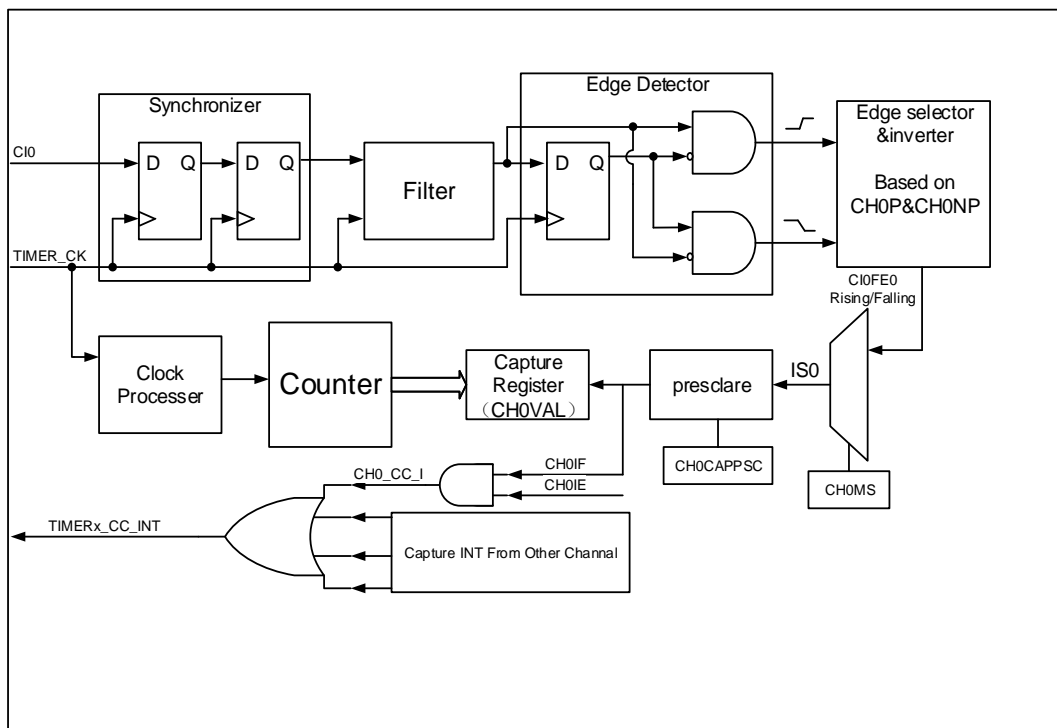 Edge Detector
Synchronizer
Edge selector
&inverter
Based on
CH0P&CH0NP
CI0
D Q
D Q
Filter
D Q
TIMER_CK
CI0FE0
Rising/Falling
Clock
Processer
Counter
Capture
Register
（CH0VAL）
presclare
IS0
CH0CAPPSC
CH0MS
CH0_CC_I
CH0IF
CH0IE
TIMERx_CC_INT
Capture INT From Other Channal